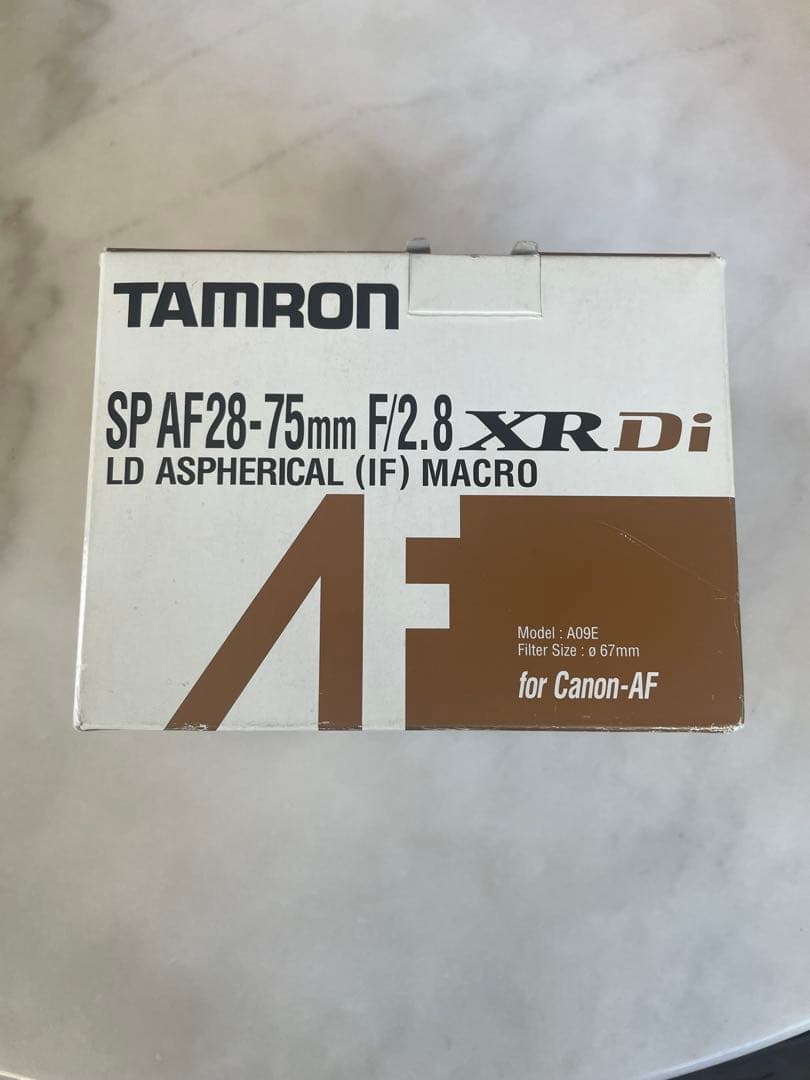 TAMRON
SP AF28-75mm F/2.8 XR Di
LD ASPHERICAL (IF) MACRO
AF
Model : A09E
Filter Size : ø 67mm
for Canon-AF